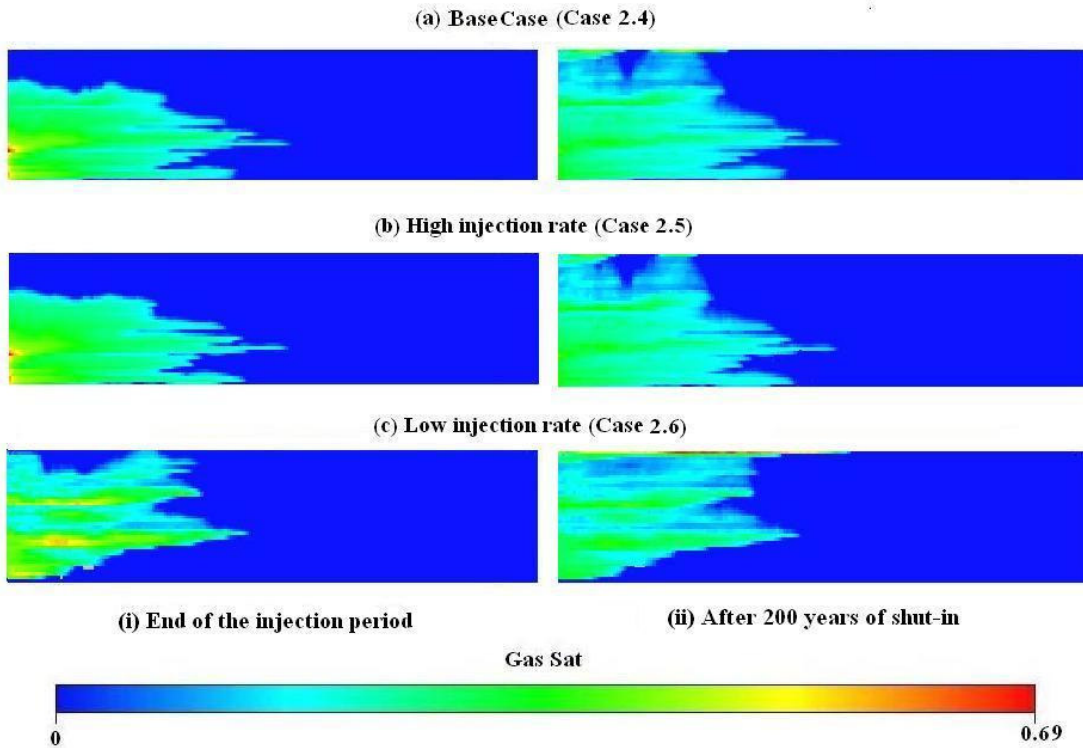 (a) BaseCase (Case 2.4)
(b) High injection rate (Case 2.5)
(c) Low injection rate (Case 2.6)
(i) End of the injection period
(ii) After 200 years of shut-in
Gas Sat
0
0.69